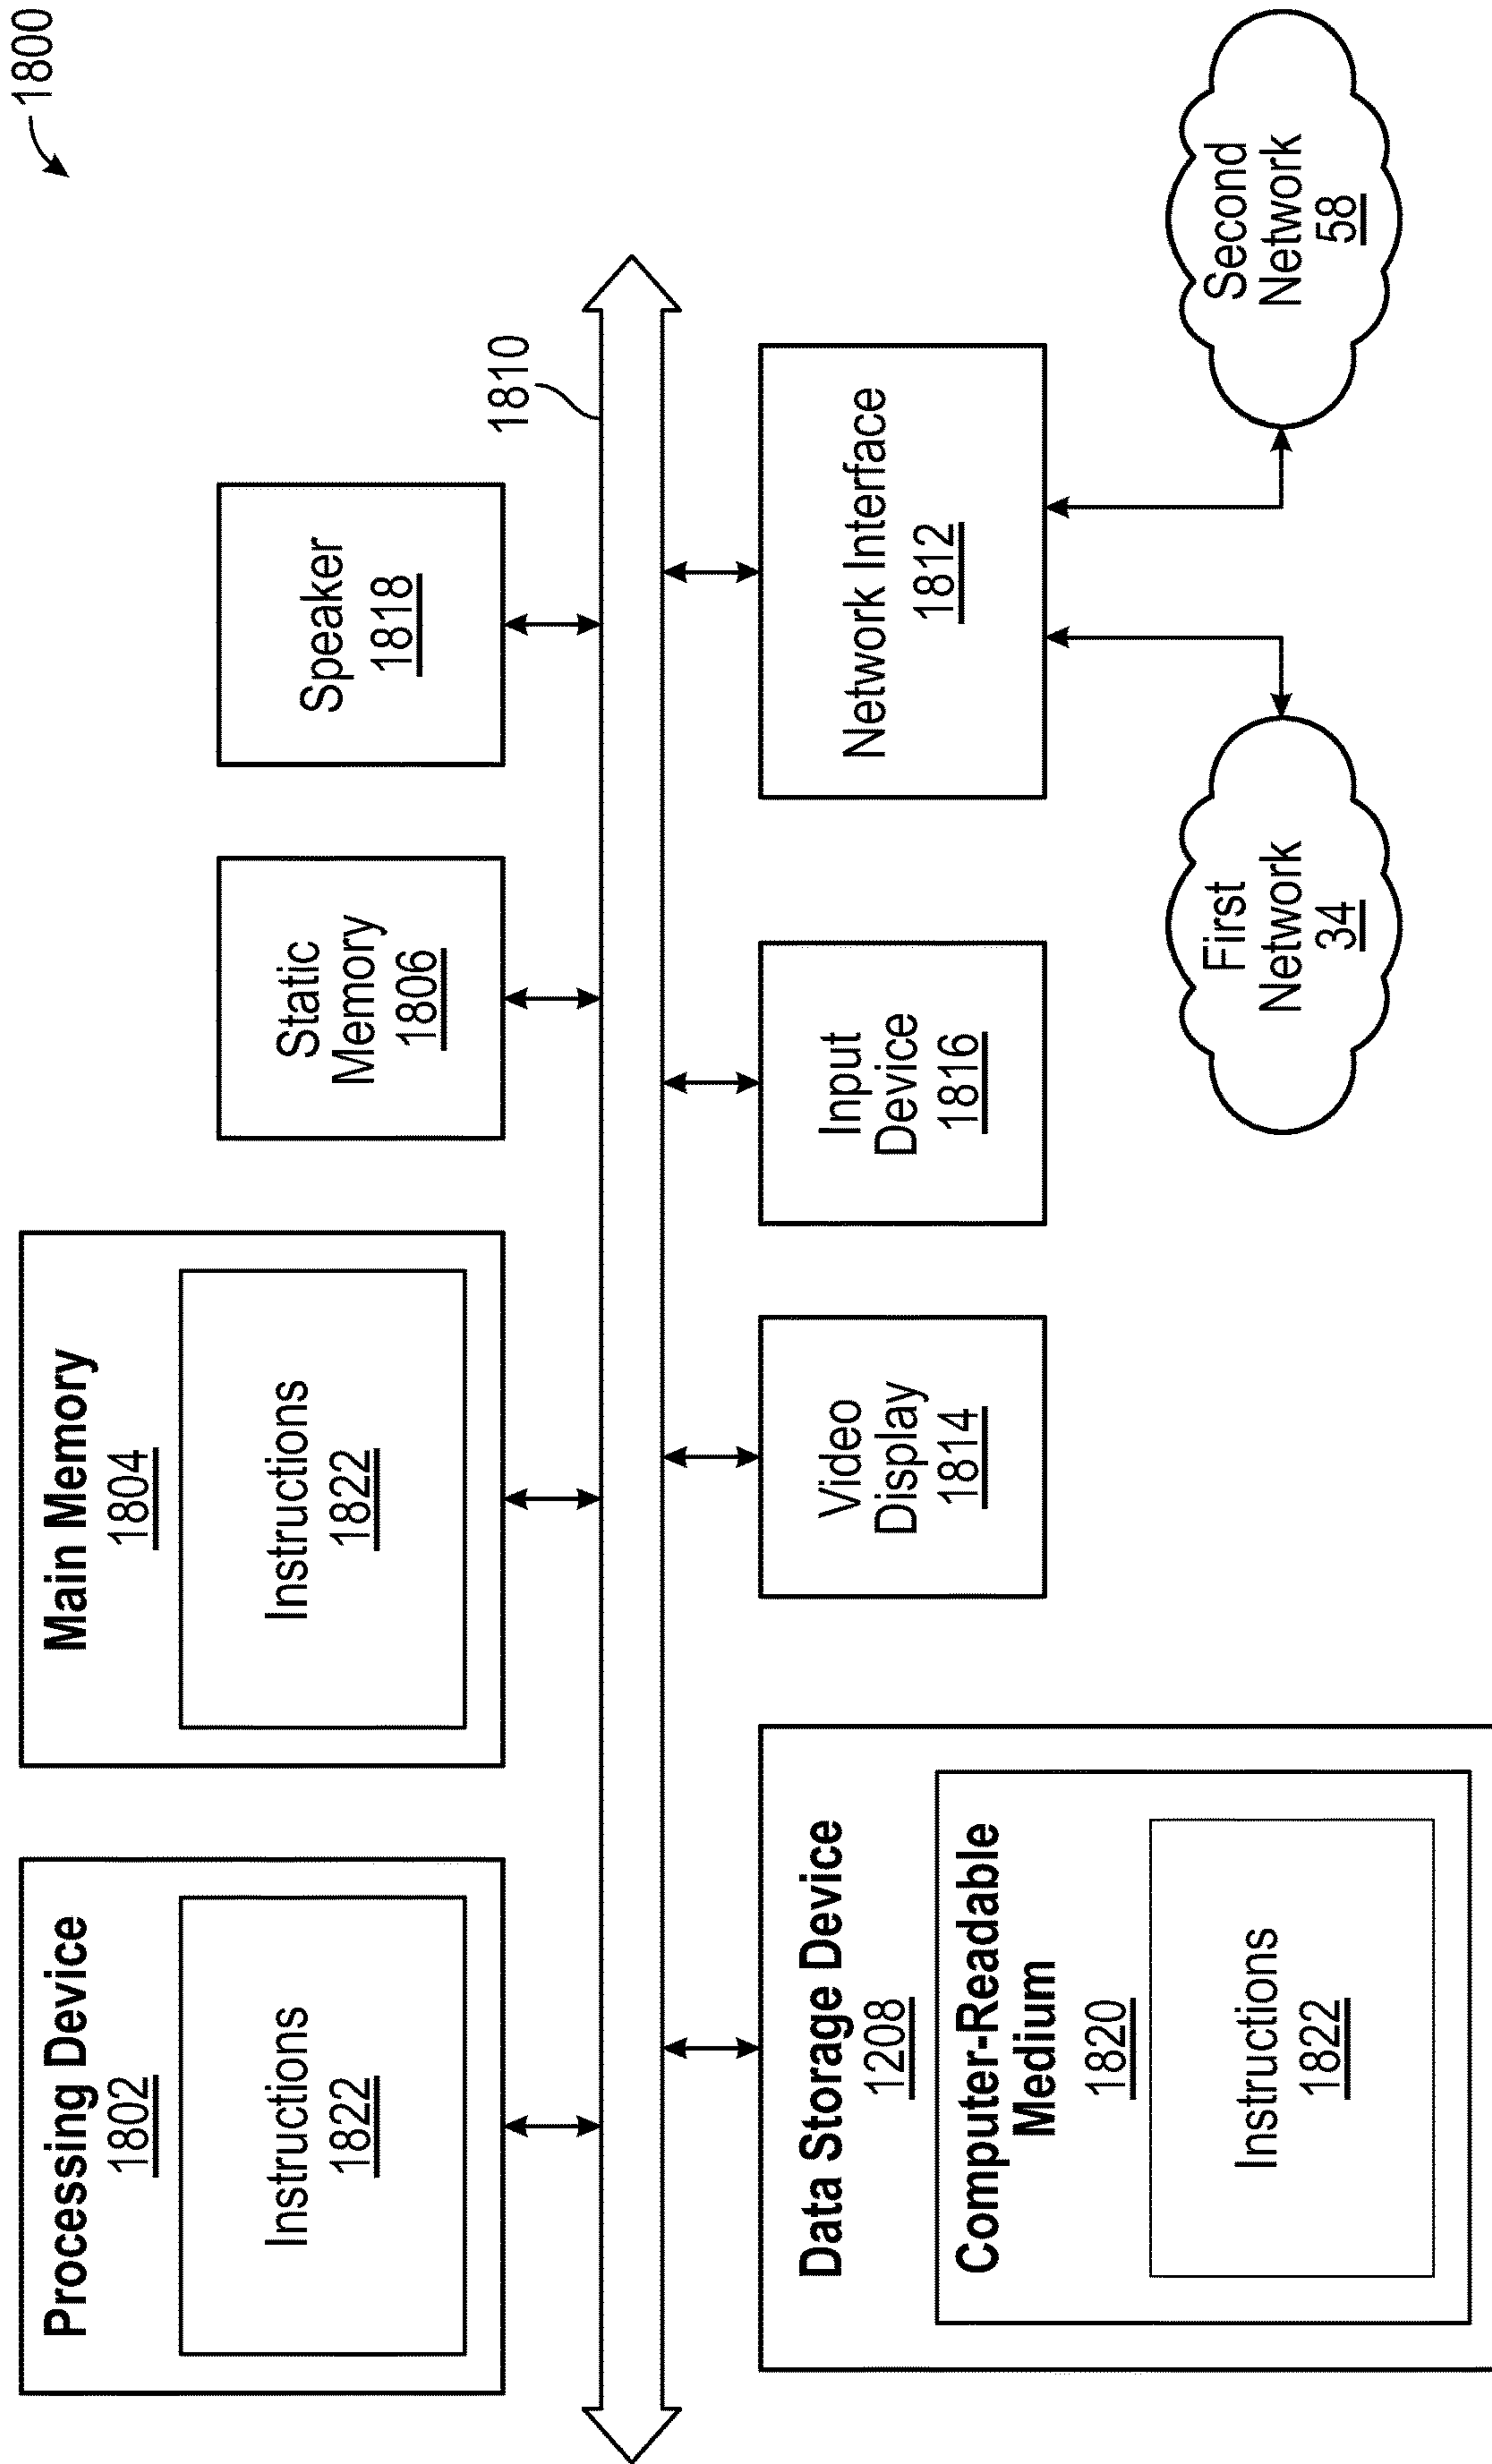 1800
Processing Device
1802
Instructions
1822
Main Memory
1804
Instructions
1822
Static
Memory
1806
Speaker
1818
1810
Data Storage Device
1208
Computer-Readable
Medium
1820
Instructions
1822
Video
Display
1814
Input
Device
1816
Network Interface
1812
First
Network
34
Second
Network
58